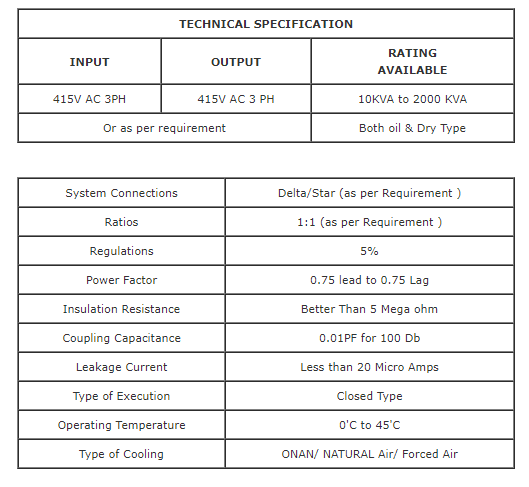 TECHNICAL SPECIFICATION
INPUT OUTPUT RATING AVAILABLE
415V AC 3PH 415V AC 3 PH 10KVA to 2000 KVA
Or as per requirement Both oil & Dry Type
System Connections Delta/Star (as per Requirement )
Ratios 1:1 (as per Requirement )
Regulations 5%
Power Factor 0.75 lead to 0.75 Lag
Insulation Resistance Better Than 5 Mega ohm
Coupling Capacitance 0.01PF for 100 Db
Leakage Current Less than 20 Micro Amps
Type of Execution Closed Type
Operating Temperature 0'C to 45'C
Type of Cooling ONAN/ NATURAL Air/ Forced Air